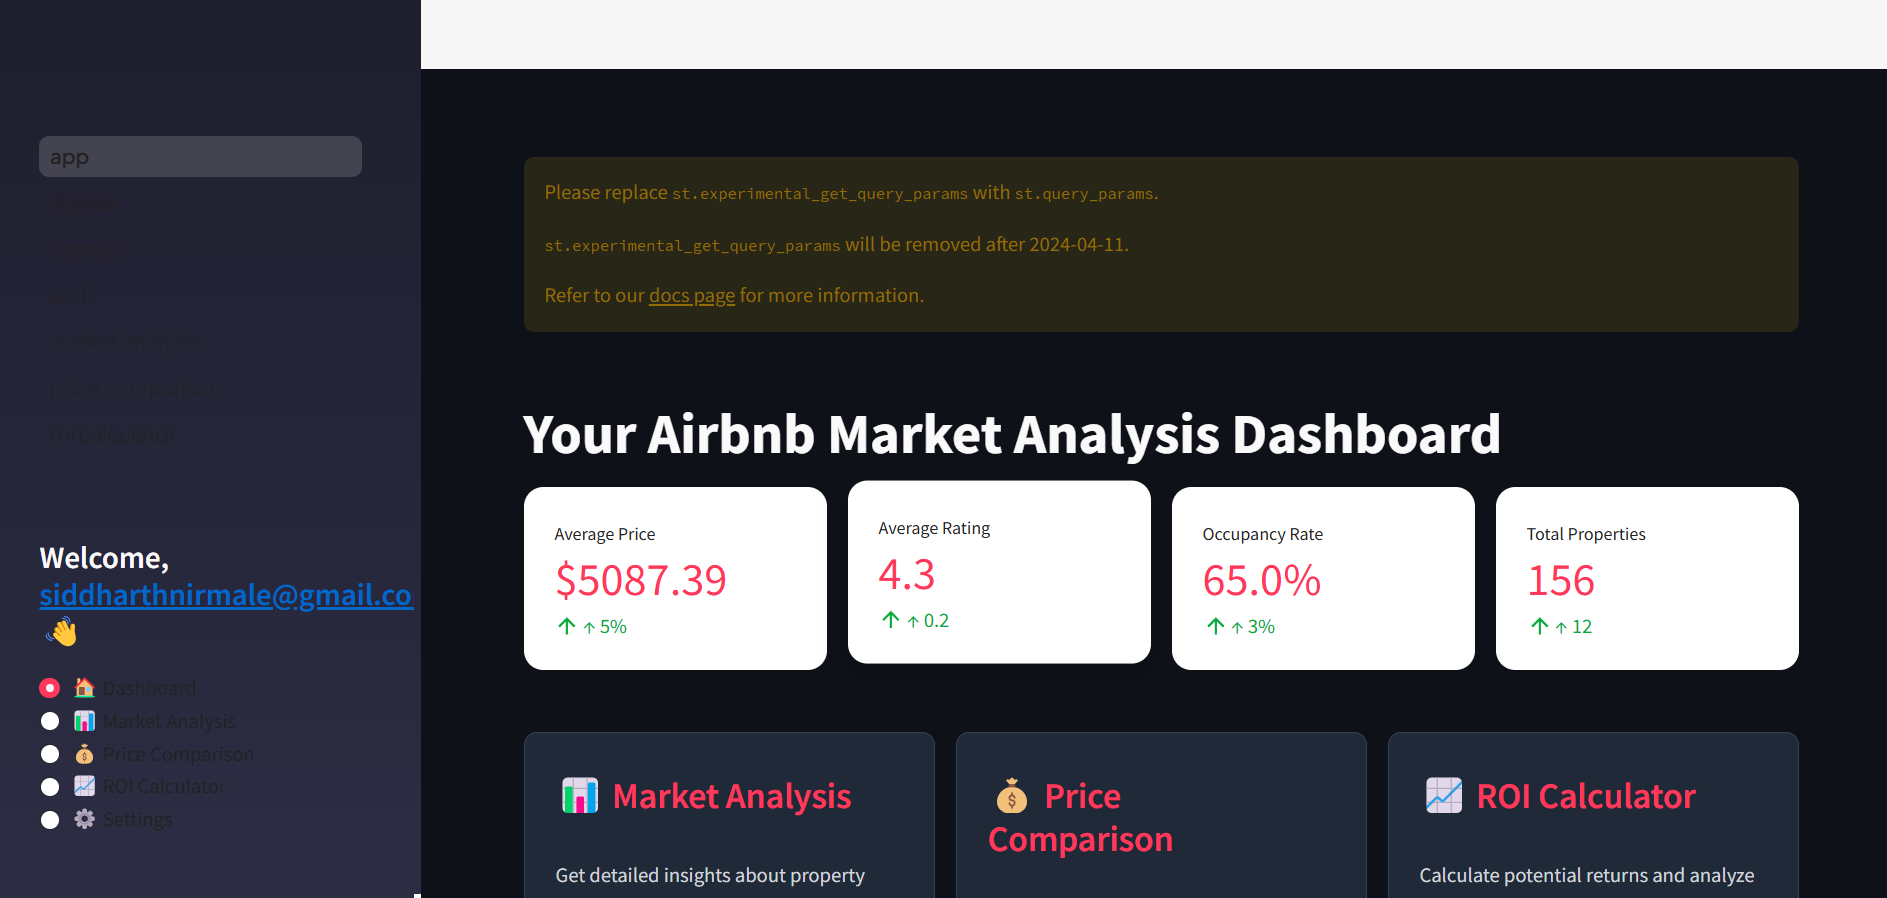 app
signup
auth
market analysis
price comparison
roi calculator
Welcome,
siddharthnirmale@gmail.co
Dashboard
Market Analysis
Price Comparison
ROI Calculator
Settings
Please replace st.experimental_get_query_params with st.query_params.
st.experimental_get_query_params will be removed after 2024-04-11.
Refer to our docs page for more information.
Your Airbnb Market Analysis Dashboard
Average Price
$5087.39
↑ ↑ 5%
Average Rating
4.3
↑ ↑ 0.2
Occupancy Rate
65.0%
↑ ↑ 3%
Total Properties
156
↑ ↑ 12
Market Analysis
Get detailed insights about property
Price
Comparison
ROI Calculator
Calculate potential returns and analyze